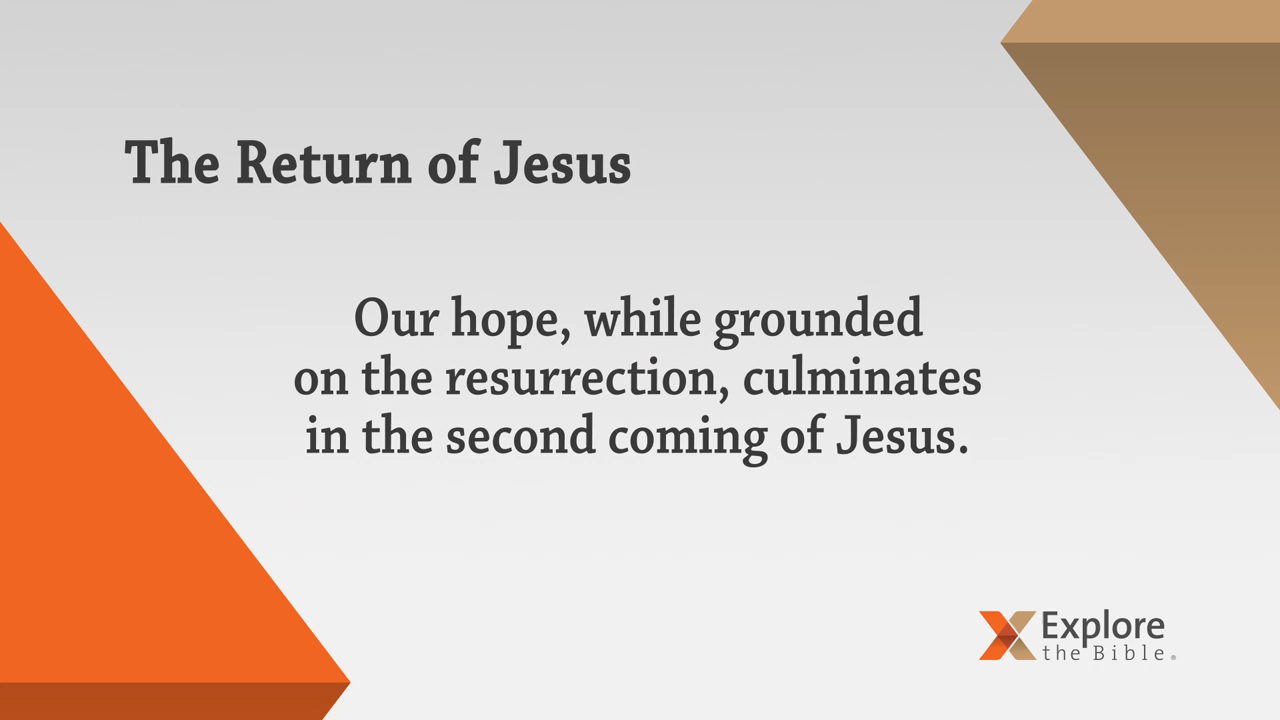 The Return of Jesus
Our hope, while grounded
on the resurrection, culminates
in the second coming of Jesus.
Explore
the Bible®